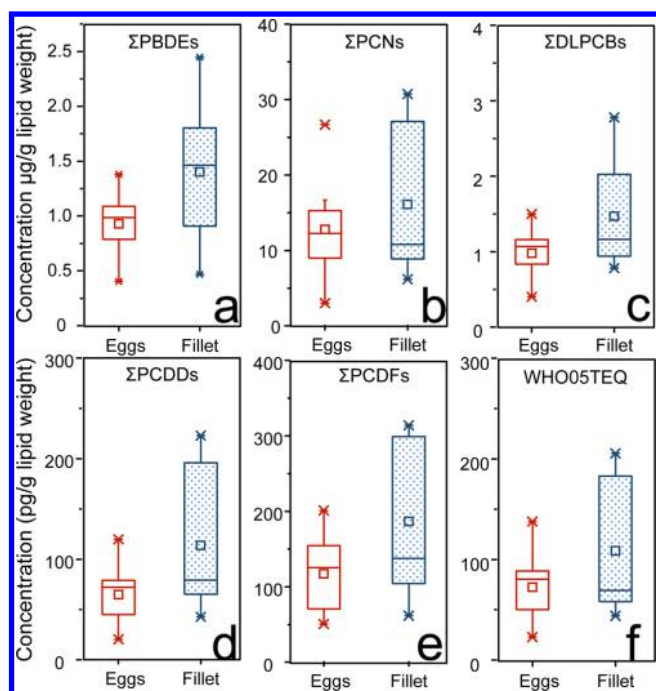 Concentration µg/g lipid weight)
ΣPBDEs
2.5
2.0
1.5
1.0
0.5
0
a
Eggs Fillet
ΣPCNs
40
30
20
10
0
b
Eggs Fillet
ΣDLPCBs
4
3
2
1
0
c
Eggs Fillet
Concentration (pg/g lipid weight)
ΣPCDDs
300
200
100
0
d
Eggs Fillet
ΣPCDFs
400
300
200
100
0
e
Eggs Fillet
WHO05TEQ
300
200
100
0
f
Eggs Fillet